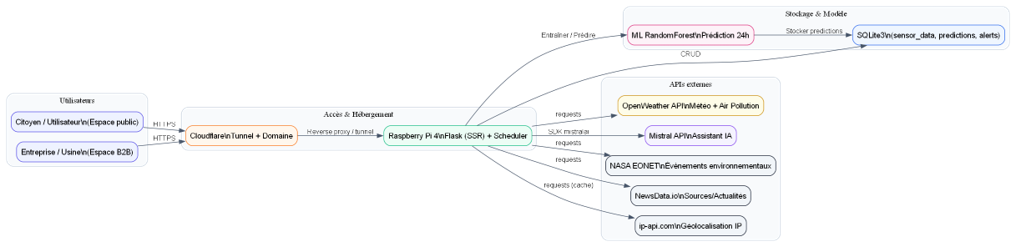 Stockage & Modèle
ML RandomForest\nPrédiction 24h
Stocker predictions
SQLite3\n(sensor_data, predictions, alerts)
Entraîner / Prédire
CRUD
Utilisateurs
Citoyen / Utilisateur\n(Espace public)
Entreprise / Usine\n(Espace B2B)
HTTPS
HTTPS
Accès & Hébergement
Cloudflare\nTunnel + Domaine
Reverse proxy / tunnel
Raspberry Pi 4\nFlask (SSR) + Scheduler
APIs externes
requests
OpenWeather API\nMeteo + Air Pollution
SDK mistralai
Mistral API\nAssistant IA
requests
NASA EONET\nEvénements environnementaux
requests
NewsData.io\nSources/Actualités
requests (cache)
ip-api.com\nGéolocalisation IP